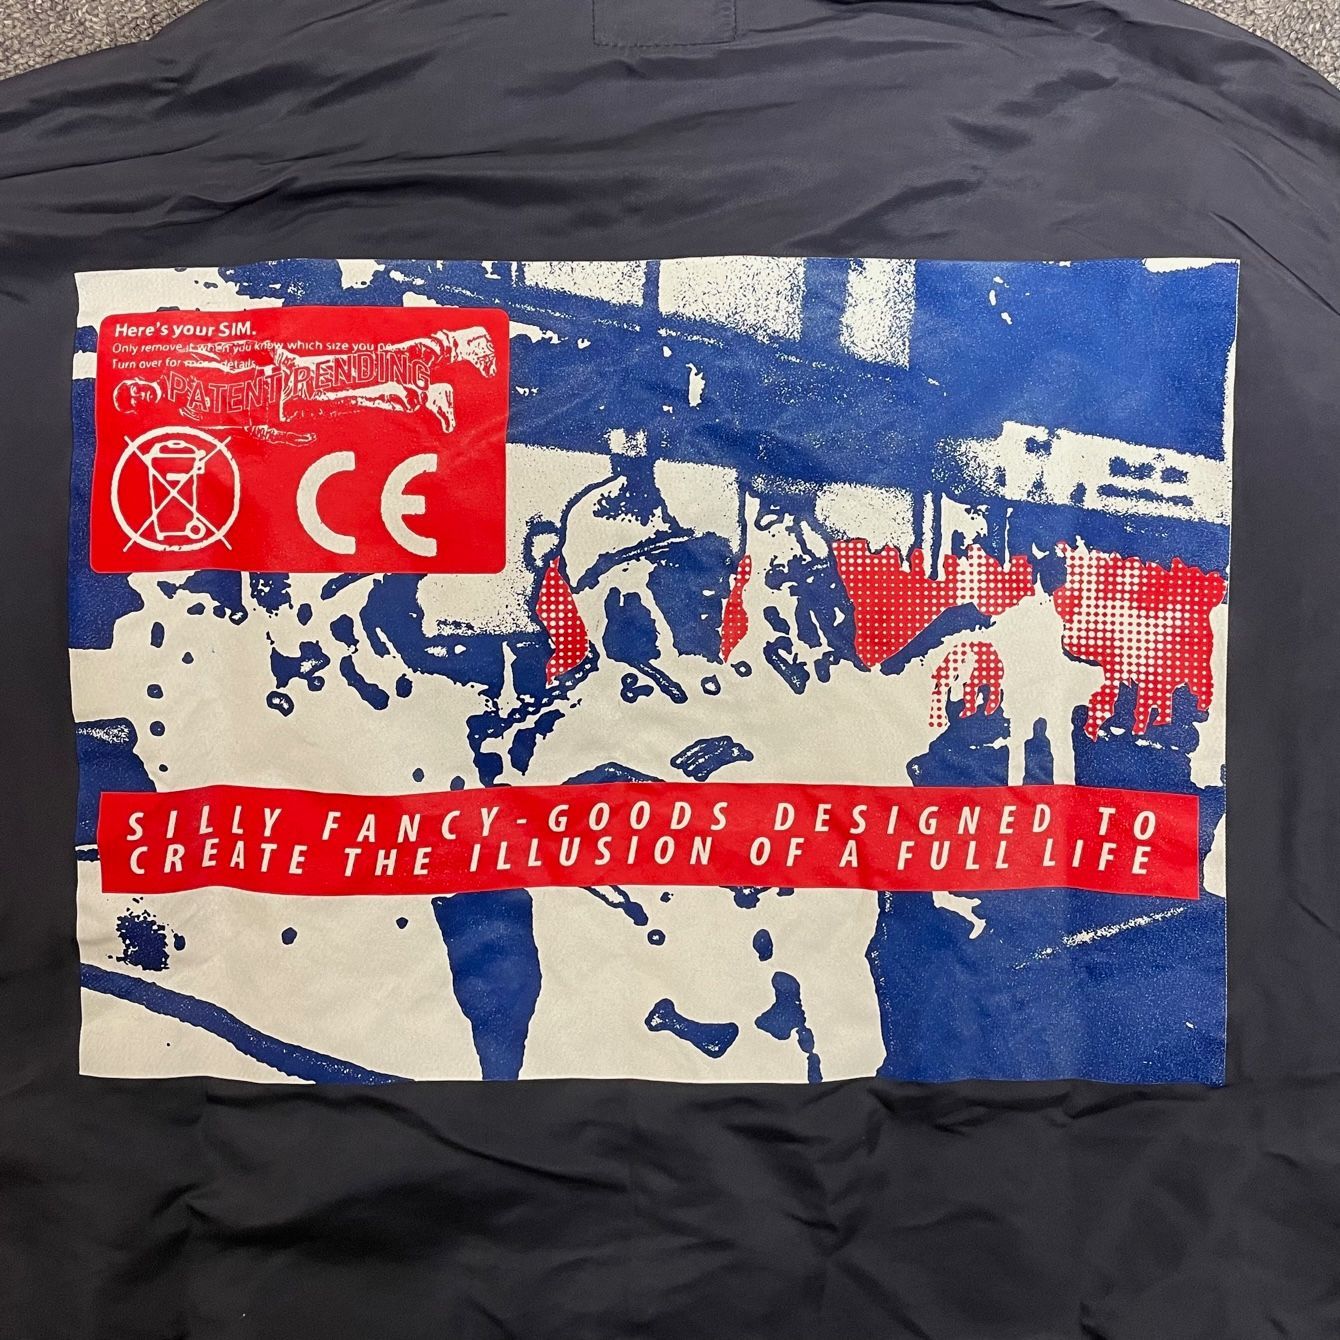 Here's your SIM.
Only remove it when you know which size you
Turn over for more details
PATENT PENDING
CE
SILLY FANCY-GOODS DESIGNED TO
CREATE THE ILLUSION OF A FULL LIFE